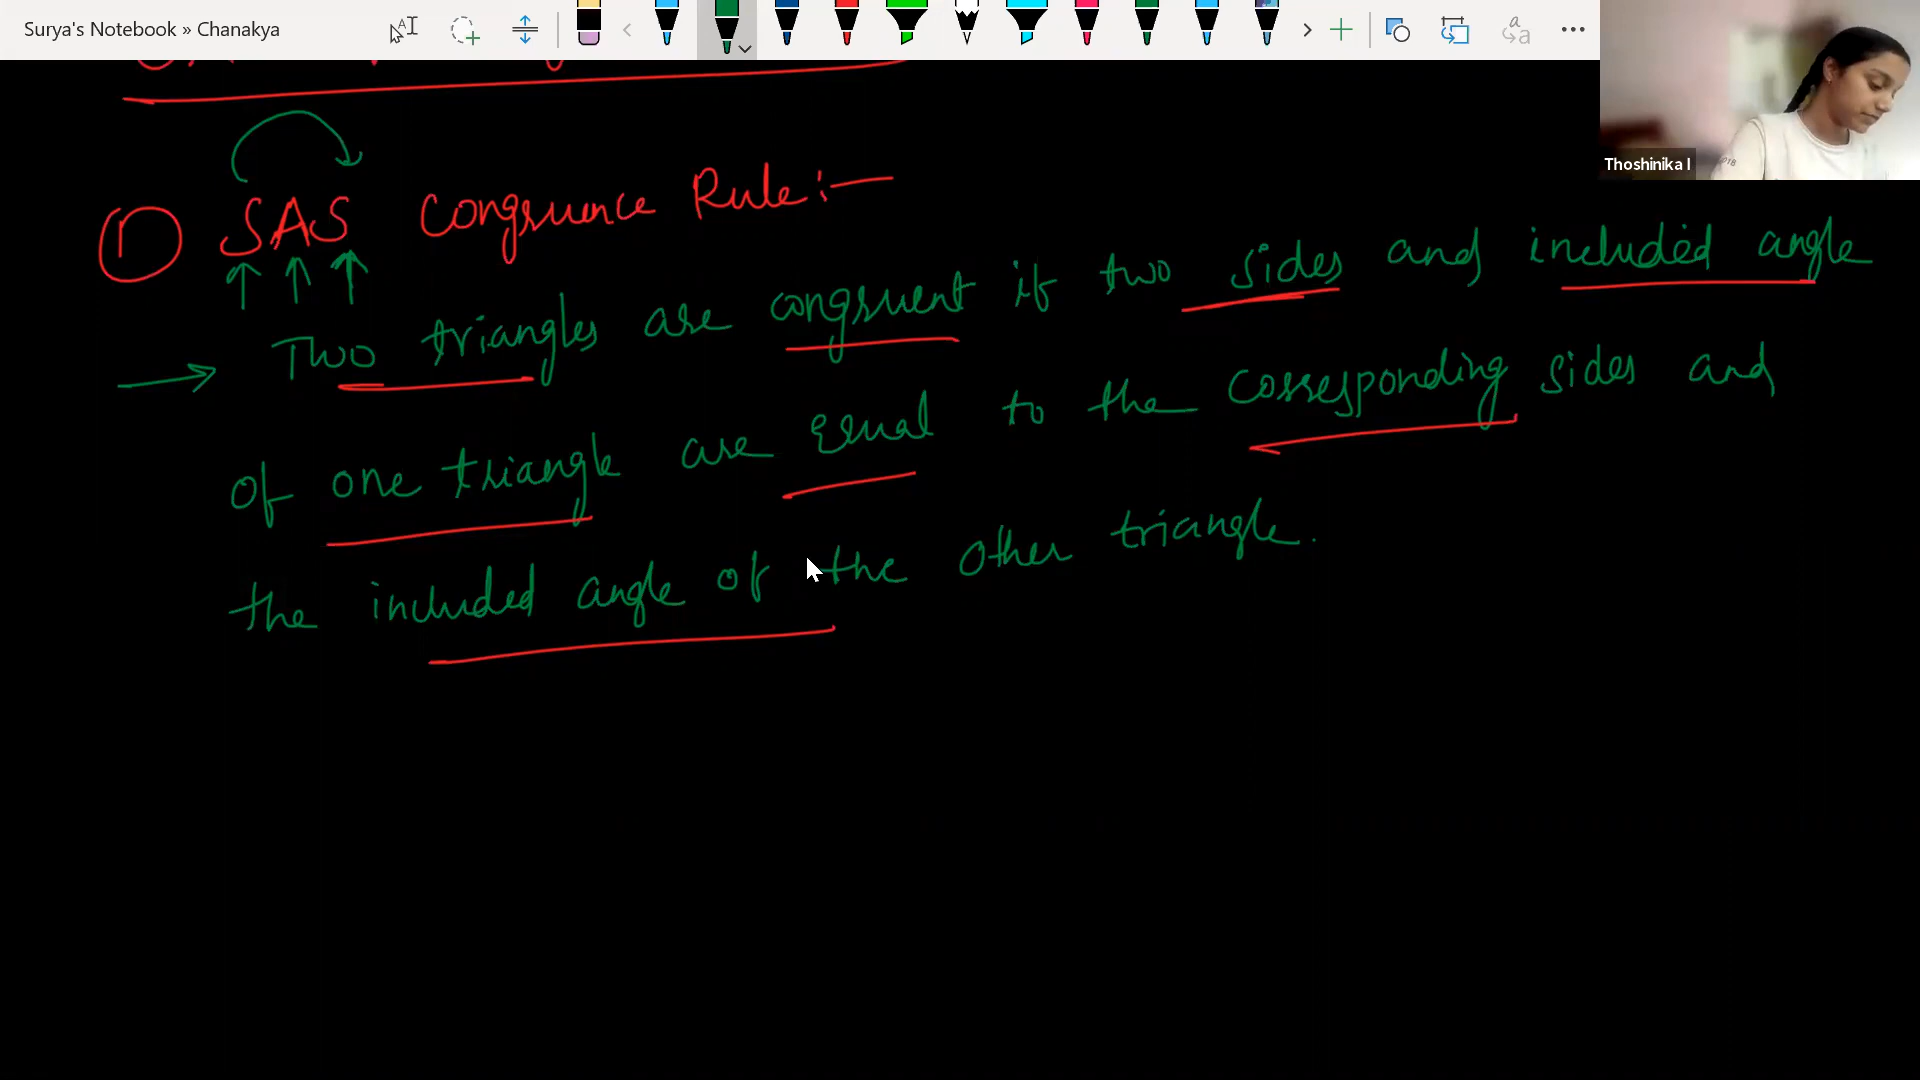 Surya's Notebook » Chanakya
Thoshinika I
① SAS Congruence Rule:—
→ Two triangles are congruent if two sides and included angle
of one triangle are equal to the corresponding sides and
the included angle of the other triangle.